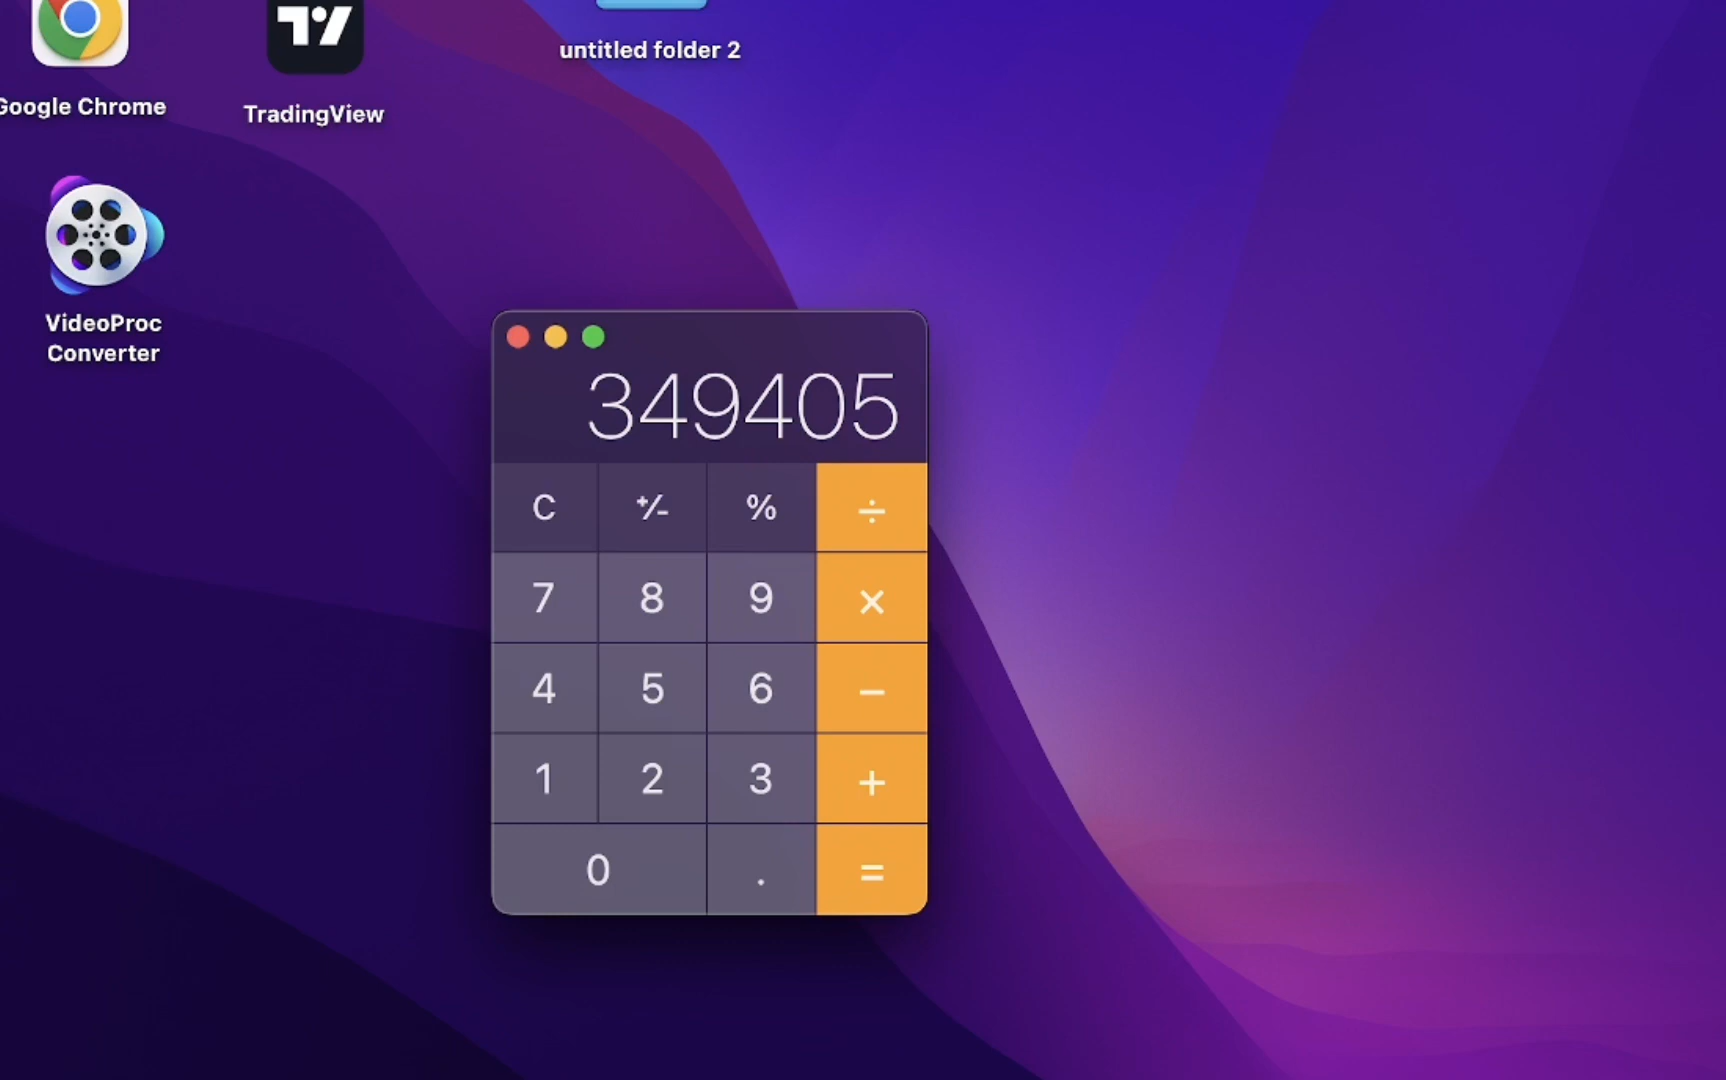 untitled folder 2
Google Chrome
TradingView
VideoProc
Converter
349405
C ⁺⁄₋ % ÷
7 8 9 ×
4 5 6 −
1 2 3 +
0 . =